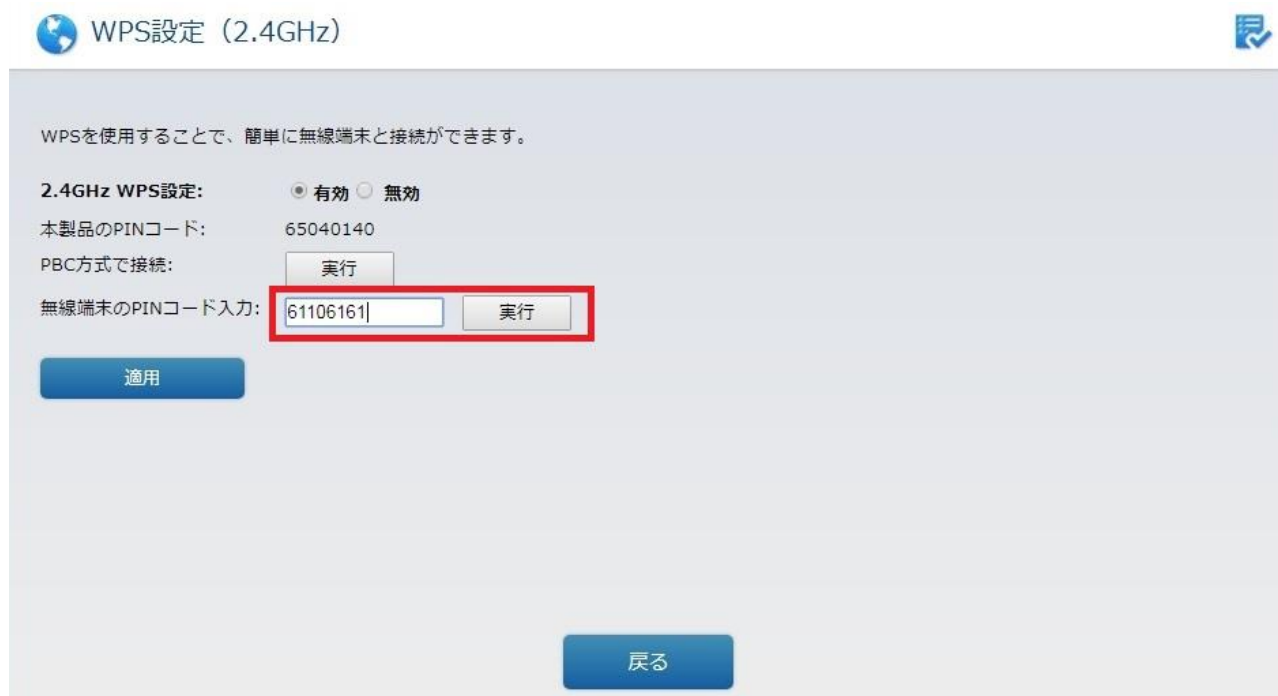 WPS設定（2.4GHz）
WPSを使用することで、簡単に無線端末と接続ができます。
2.4GHz WPS設定: 有効 無効
本製品のPINコード: 65040140
PBC方式で接続: 実行
無線端末のPINコード入力: 61106161 実行
適用
戻る